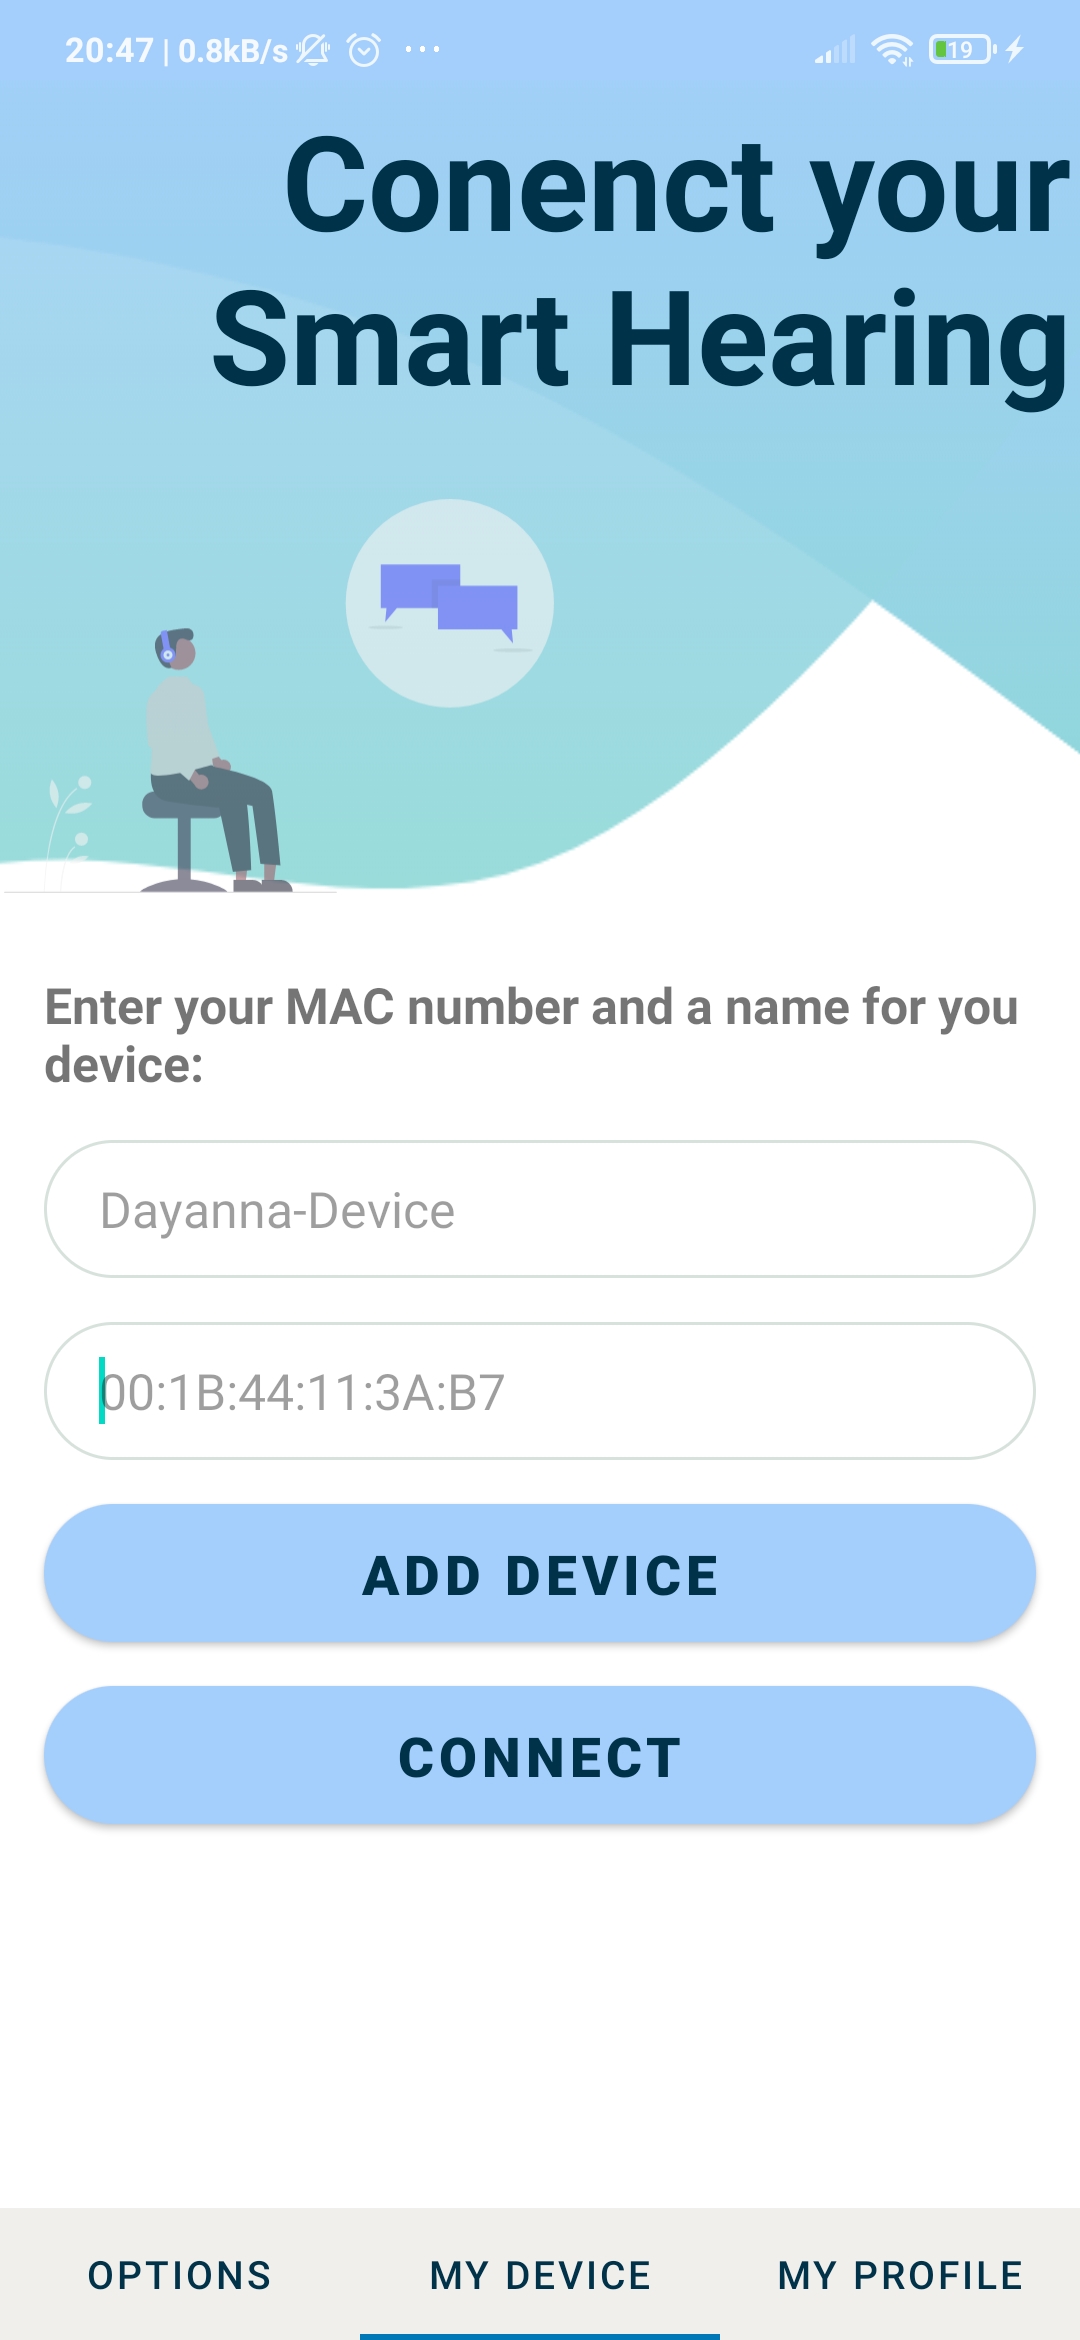 20:47 | 0.8kB/s ... 19
Conenct your
Smart Hearing
Enter your MAC number and a name for you
device:
Dayanna-Device
00:1B:44:11:3A:B7
ADD DEVICE
CONNECT
OPTIONS MY DEVICE MY PROFILE